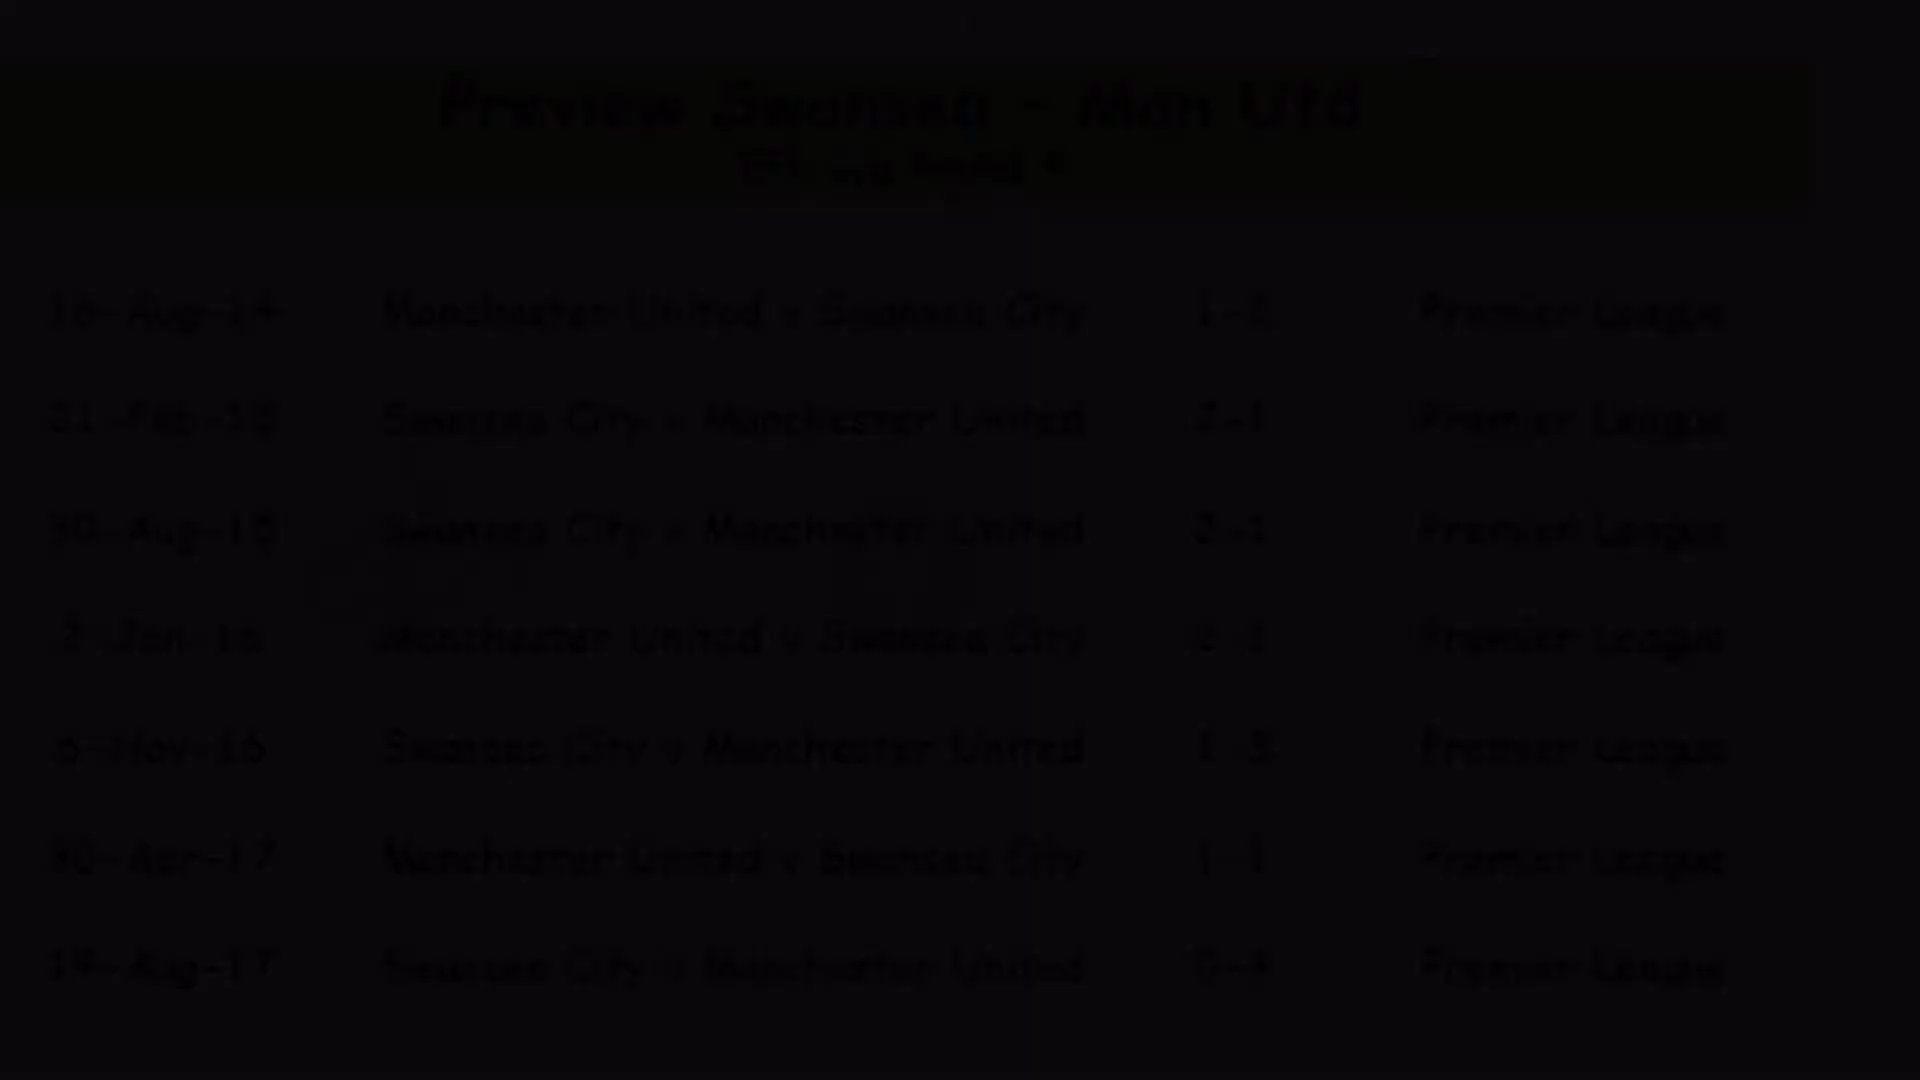 Preview Swansea - Man Utd
EFL Cup Round 4
16-Aug-14 Manchester United v Swansea City 1-2 Premier League
21-Feb-15 Swansea City v Manchester United 2-1 Premier League
30-Aug-15 Swansea City v Manchester United 2-1 Premier League
2-Jan-16 Manchester United v Swansea City 2-1 Premier League
6-Nov-16 Swansea City v Manchester United 1-3 Premier League
30-Apr-17 Manchester United v Swansea City 1-1 Premier League
19-Aug-17 Swansea City v Manchester United 0-4 Premier League